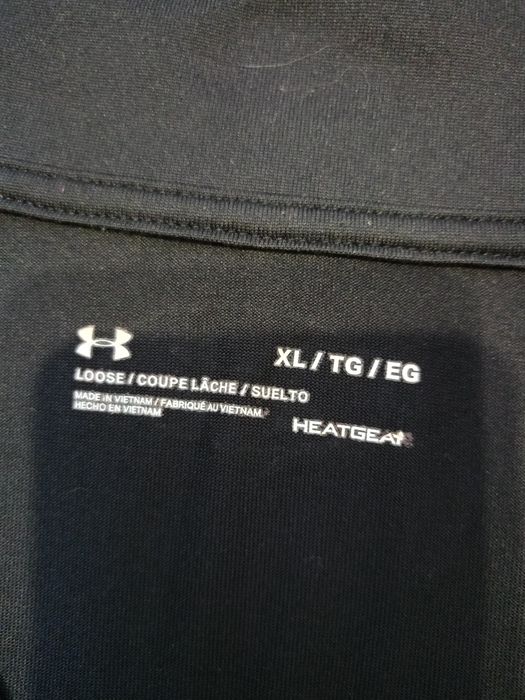 XL / TG / EG
LOOSE / COUPE LÂCHE / SUELTO
MADE IN VIETNAM / FABRIQUÉ AU VIETNAM
HECHO EN VIETNAM
HEATGEAR